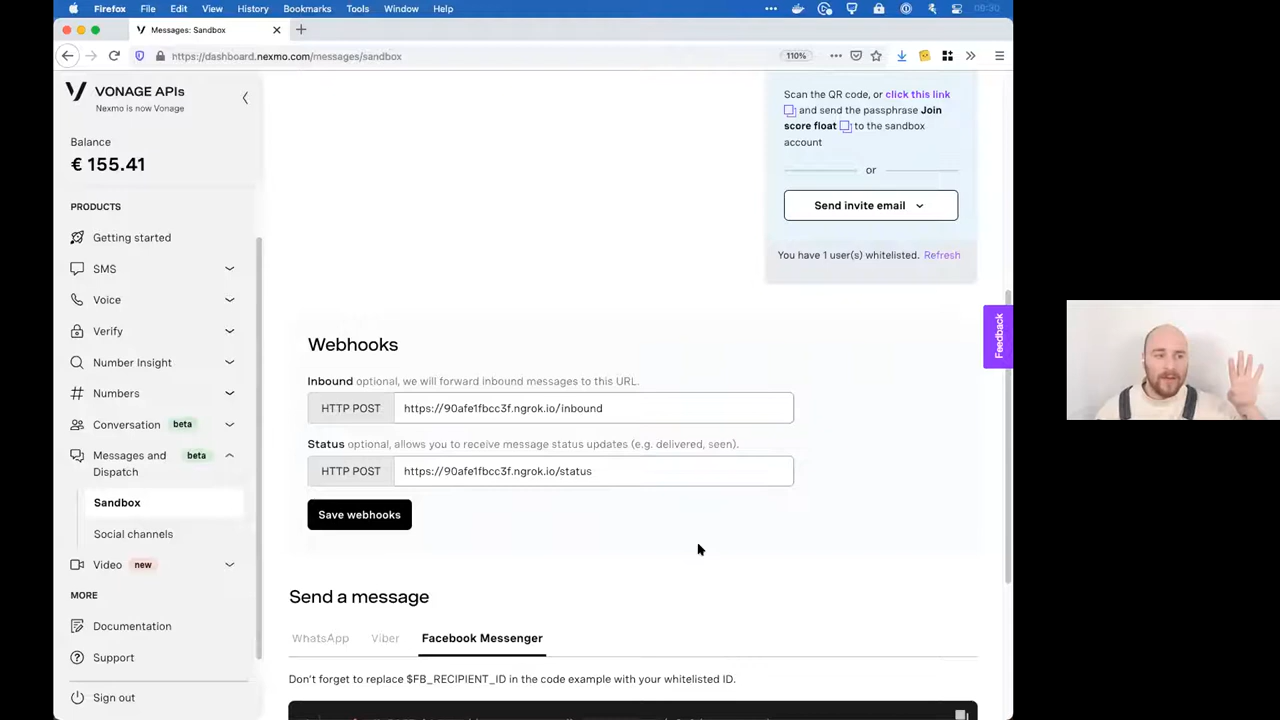 Firefox File Edit View History Bookmarks Tools Window Help 09:30
Messages: Sandbox
https://dashboard.nexmo.com/messages/sandbox 110%
VONAGE APIs
Nexmo is now Vonage
Balance
€ 155.41
PRODUCTS
Getting started
SMS
Voice
Verify
Number Insight
Numbers
Conversation beta
Messages and Dispatch beta
Sandbox
Social channels
Video new
MORE
Documentation
Support
Sign out
Scan the QR code, or click this link
and send the passphrase Join
score float to the sandbox
account
or
Send invite email
You have 1 user(s) whitelisted. Refresh
Feedback
Webhooks
Inbound optional, we will forward inbound messages to this URL.
HTTP POST https://90afe1fbcc3f.ngrok.io/inbound
Status optional, allows you to receive message status updates (e.g. delivered, seen).
HTTP POST https://90afe1fbcc3f.ngrok.io/status
Save webhooks
Send a message
WhatsApp Viber Facebook Messenger
Don't forget to replace $FB_RECIPIENT_ID in the code example with your whitelisted ID.